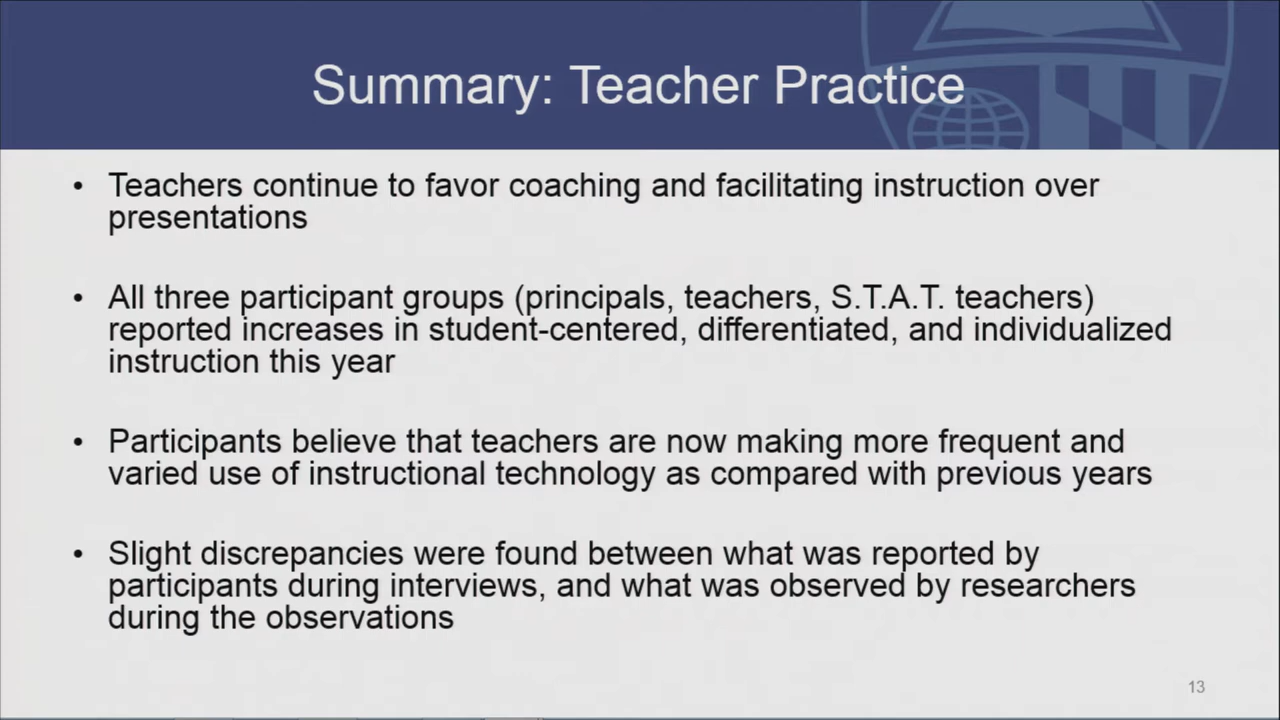 Summary: Teacher Practice
• Teachers continue to favor coaching and facilitating instruction over
presentations
• All three participant groups (principals, teachers, S.T.A.T. teachers)
reported increases in student-centered, differentiated, and individualized
instruction this year
• Participants believe that teachers are now making more frequent and
varied use of instructional technology as compared with previous years
• Slight discrepancies were found between what was reported by
participants during interviews, and what was observed by researchers
during the observations
13